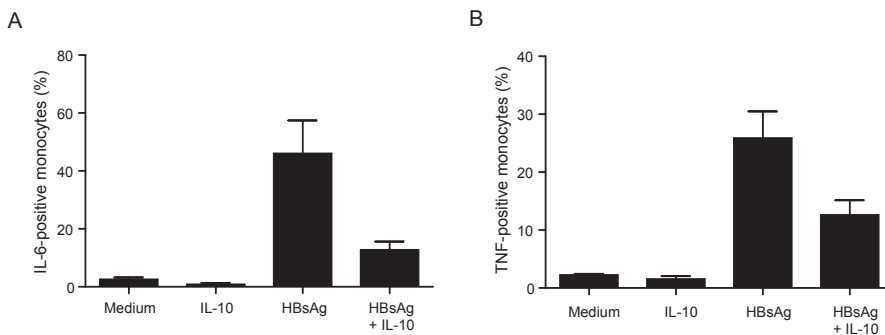 A
IL-6-positive monocytes (%)
80
60
40
20
0
Medium
IL-10
HBsAg
HBsAg
+ IL-10
B
TNF-positive monocytes (%)
40
30
20
10
0
Medium
IL-10
HBsAg
HBsAg
+ IL-10